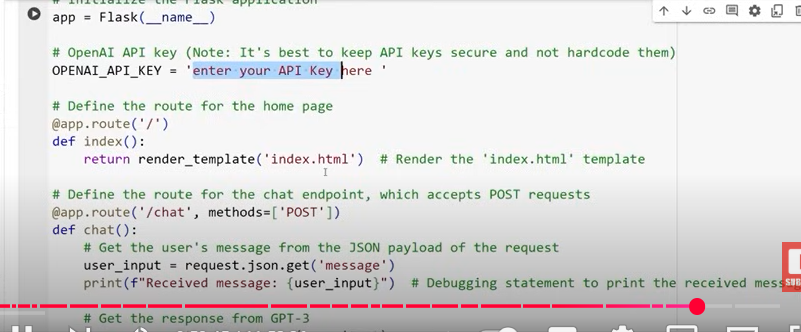 # Initialize the Flask application
app = Flask(__name__)
# OpenAI API key (Note: It's best to keep API keys secure and not hardcode them)
OPENAI_API_KEY = 'enter your API Key here '
# Define the route for the home page
@app.route('/')
def index():
return render_template('index.html')  # Render the 'index.html' template
# Define the route for the chat endpoint, which accepts POST requests
@app.route('/chat', methods=['POST'])
def chat():
# Get the user's message from the JSON payload of the request
user_input = request.json.get('message')
print(f"Received message: {user_input}")  # Debugging statement to print the received mess
SUB
# Get the response from GPT-3